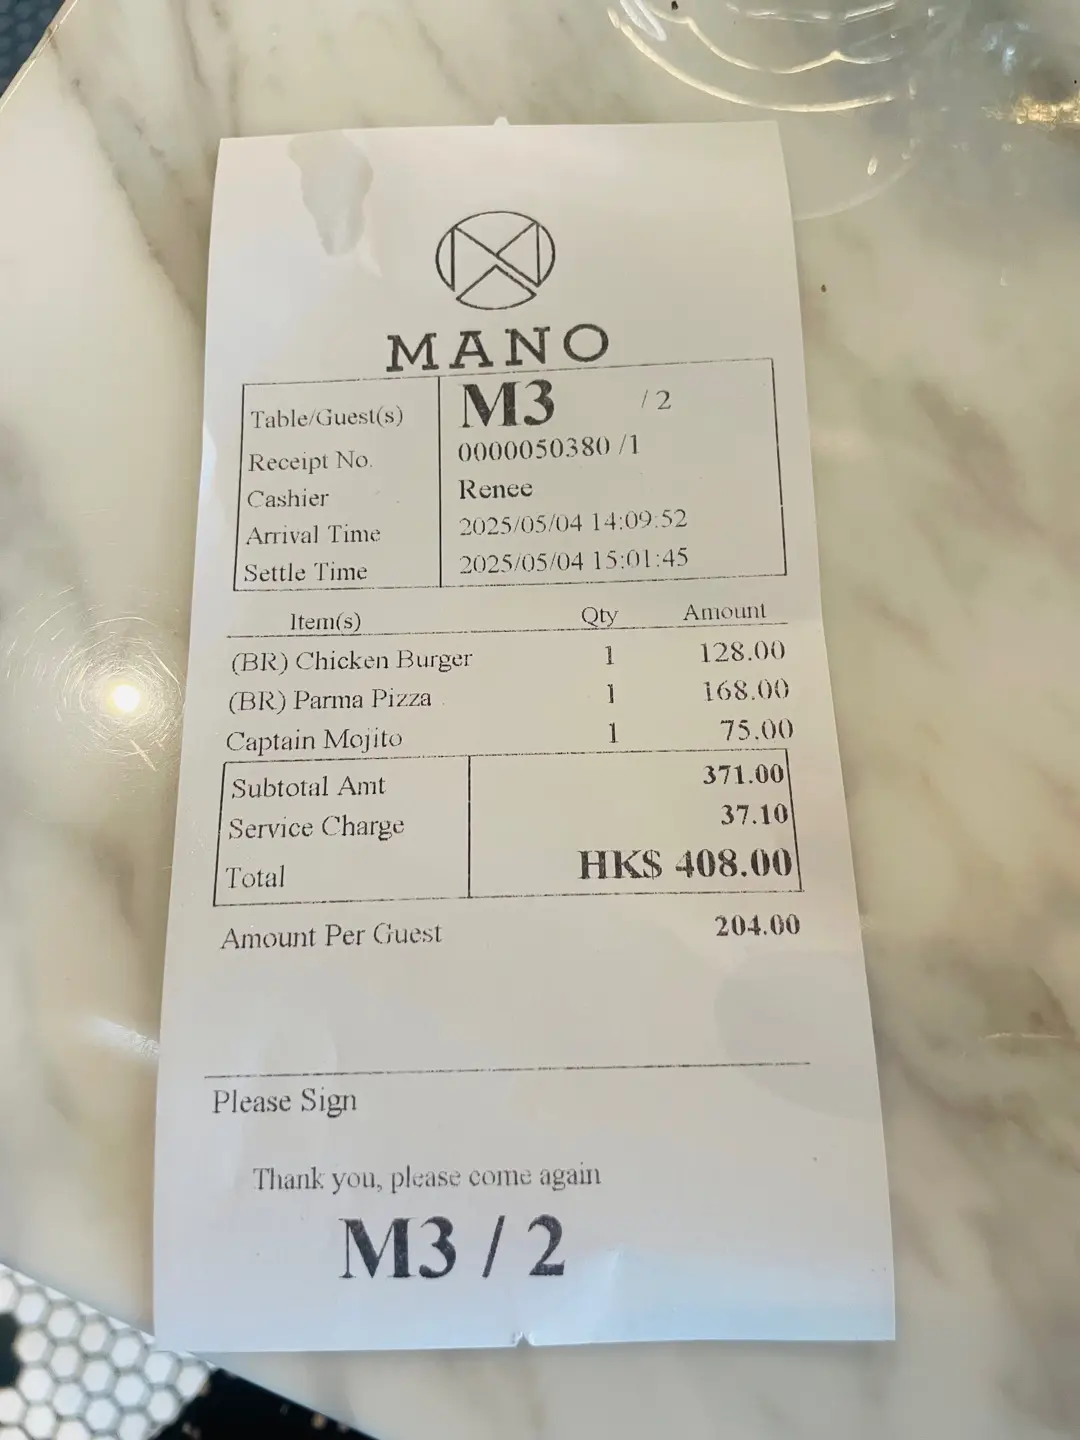 MANO
Table/Guest(s) M3 / 2
Receipt No. 0000050380 /1
Cashier Renee
Arrival Time 2025/05/04 14:09:52
Settle Time 2025/05/04 15:01:45
Item(s) Qty Amount
(BR) Chicken Burger 1 128.00
(BR) Parma Pizza 1 168.00
Captain Mojito 1 75.00
Subtotal Amt 371.00
Service Charge 37.10
Total HK$ 408.00
Amount Per Guest 204.00
Please Sign
Thank you, please come again
M3 / 2